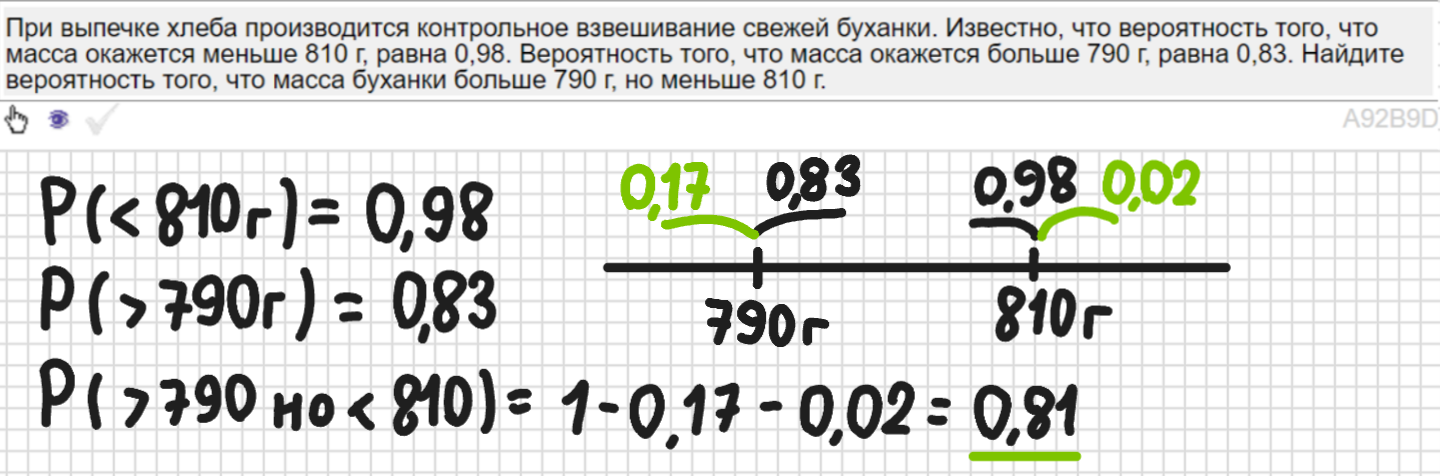 При выпечке хлеба производится контрольное взвешивание свежей буханки. Известно, что вероятность того, что
масса окажется меньше 810 г, равна 0,98. Вероятность того, что масса окажется больше 790 г, равна 0,83. Найдите
вероятность того, что масса буханки больше 790 г, но меньше 810 г.
A92B9D
P(<810г)= 0,98
0,17 0,83 0,98 0,02
P(>790г) = 0,83
790г 810г
P(>790 но <810)= 1-0,17-0,02= 0,81